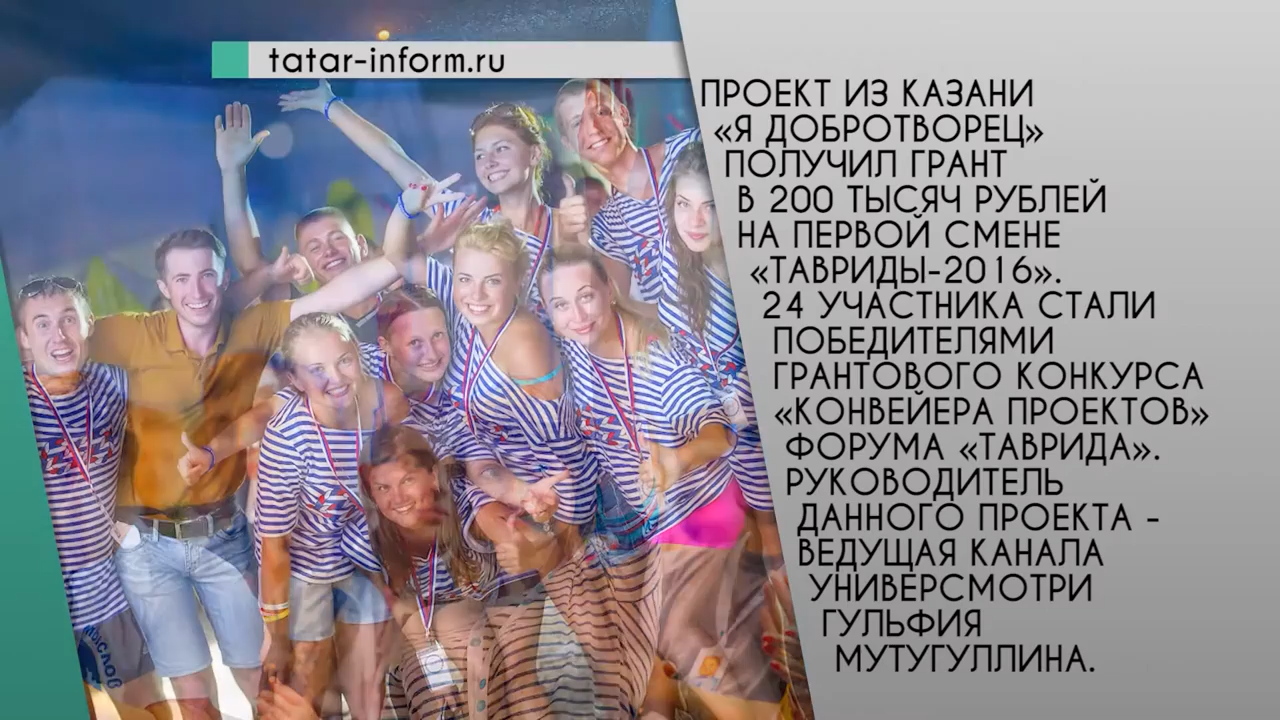 tatar-inform.ru
ПРОЕКТ ИЗ КАЗАНИ
«Я ДОБРОТВОРЕЦ»
ПОЛУЧИЛ ГРАНТ
В 200 ТЫСЯЧ РУБЛЕЙ
НА ПЕРВОЙ СМЕНЕ
«ТАВРИДЫ-2016».
24 УЧАСТНИКА СТАЛИ
ПОБЕДИТЕЛЯМИ
ГРАНТОВОГО КОНКУРСА
«КОНВЕЙЕРА ПРОЕКТОВ»
ФОРУМА «ТАВРИДА».
РУКОВОДИТЕЛЬ
ДАННОГО ПРОЕКТА -
ВЕДУЩАЯ КАНАЛА
УНИВЕРСМОТРИ
ГУЛЬФИЯ
МУТУГУЛЛИНА.